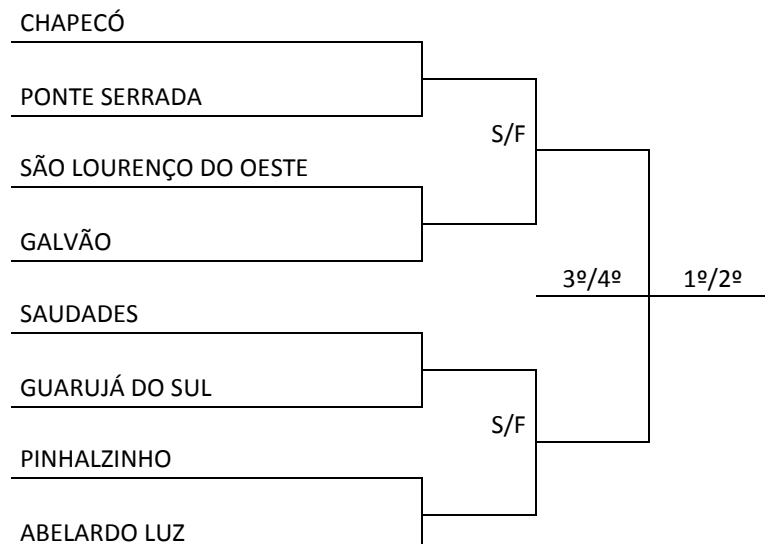 CHAPECÓ
PONTE SERRADA
S/F
SÃO LOURENÇO DO OESTE
GALVÃO
3º/4º 1º/2º
SAUDADES
GUARUJÁ DO SUL
S/F
PINHALZINHO
ABELARDO LUZ